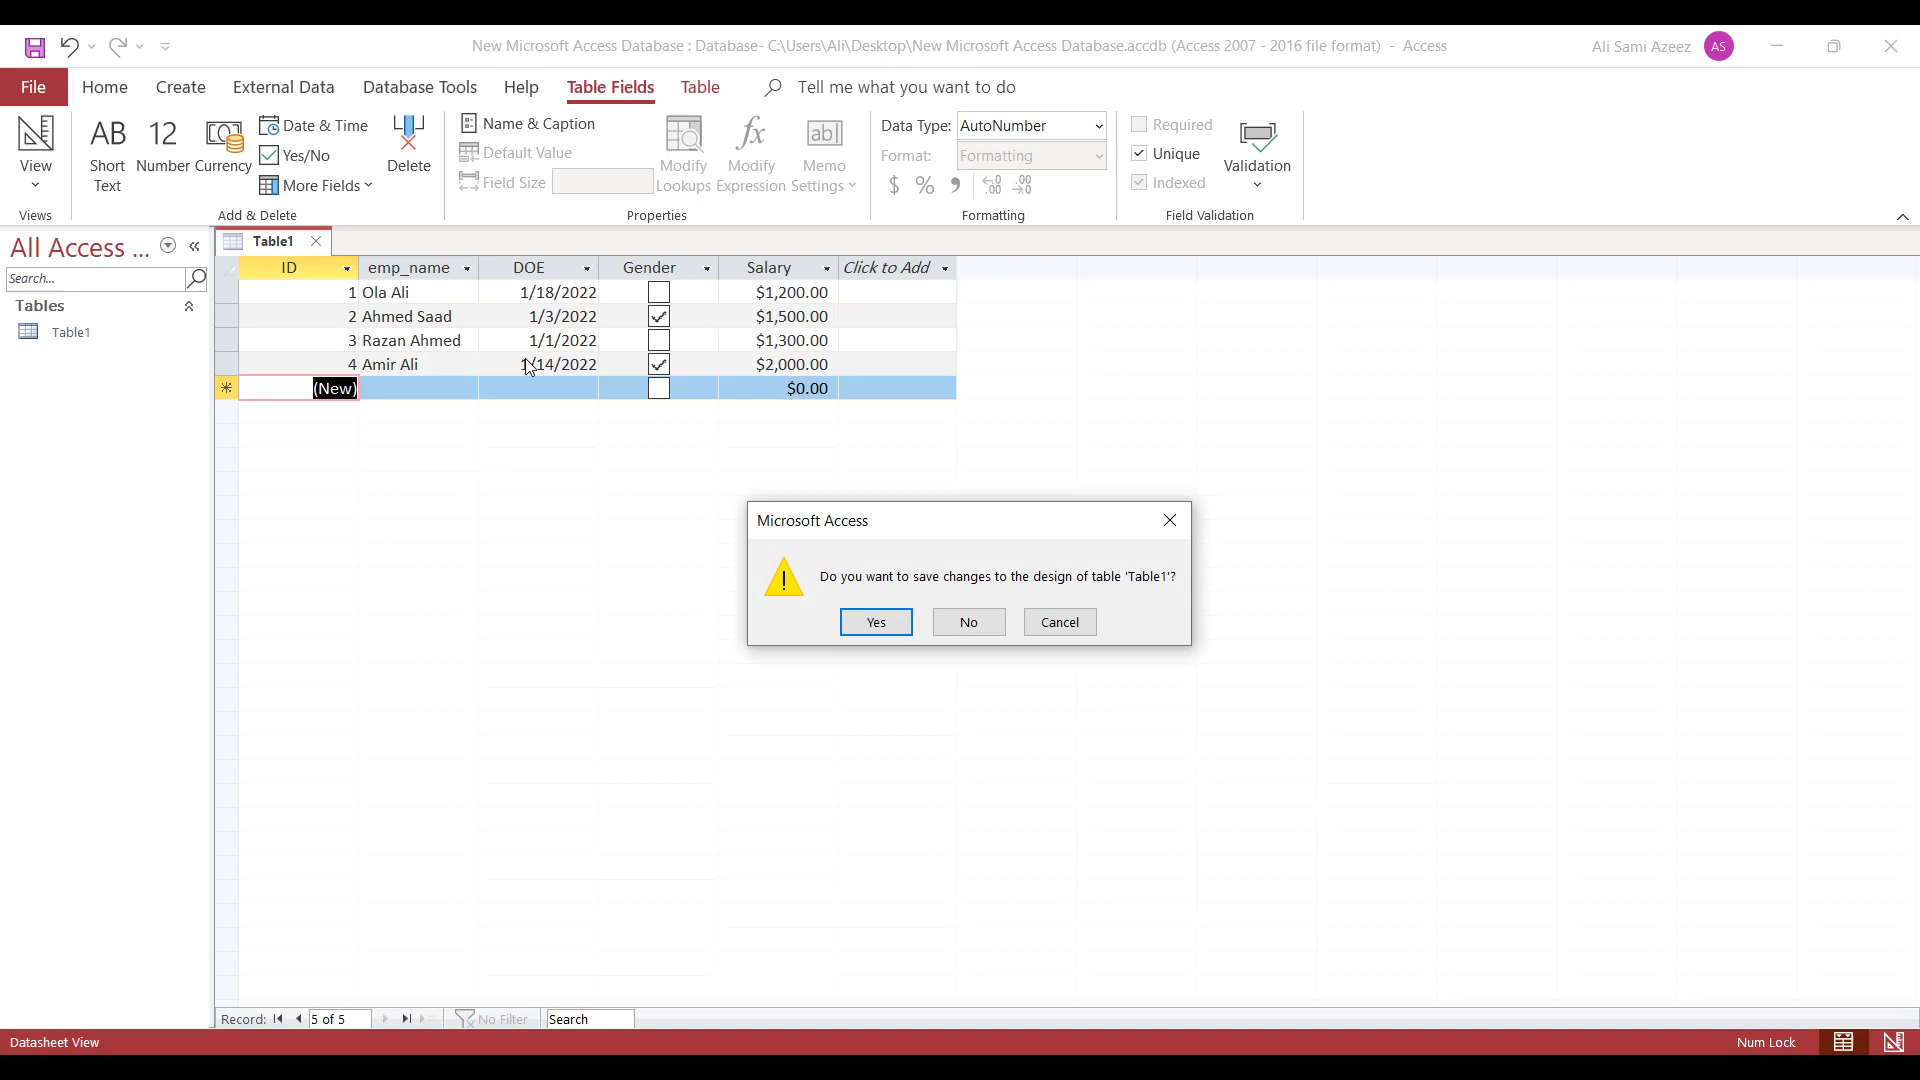 New Microsoft Access Database : Database- C:\Users\Ali\Desktop\New Microsoft Access Database.accdb (Access 2007 - 2016 file format) - Access
Ali Sami Azeez
AS
File Home Create External Data Database Tools Help Table Fields Table Tell me what you want to do
View
Views
AB Short Text
12 Number
Currency
Date & Time
Yes/No
More Fields
Delete
Add & Delete
Name & Caption
Default Value
Field Size
Modify Lookups
fx Modify Expression
ab| Memo Settings
Properties
Data Type: AutoNumber
Format: Formatting
$ % , .00 .00
Formatting
Required
Unique
Indexed
Validation
Field Validation
All Access ...
Search...
Tables
Table1
Table1
ID emp_name DOE Gender Salary Click to Add
1 Ola Ali 1/18/2022 $1,200.00
2 Ahmed Saad 1/3/2022 $1,500.00
3 Razan Ahmed 1/1/2022 $1,300.00
4 Amir Ali 1/14/2022 $2,000.00
(New) $0.00
Microsoft Access
Do you want to save changes to the design of table 'Table1'?
Yes No Cancel
Record: 5 of 5 No Filter Search
Datasheet View
Num Lock